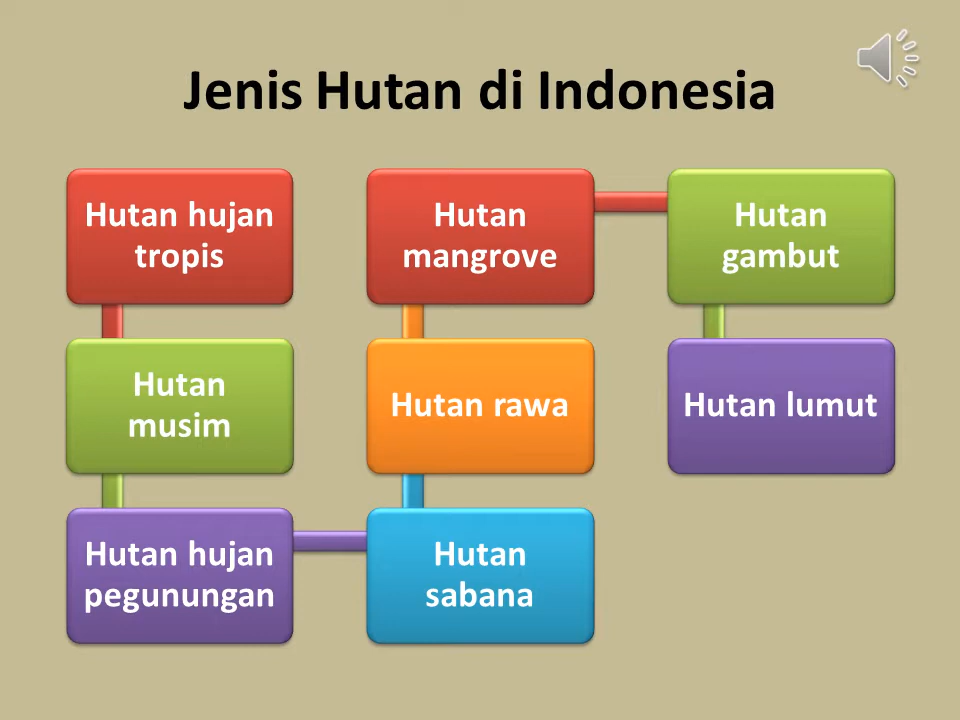 Jenis Hutan di Indonesia
Hutan hujan
tropis
Hutan
musim
Hutan hujan
pegunungan
Hutan
sabana
Hutan rawa
Hutan
mangrove
Hutan
gambut
Hutan lumut